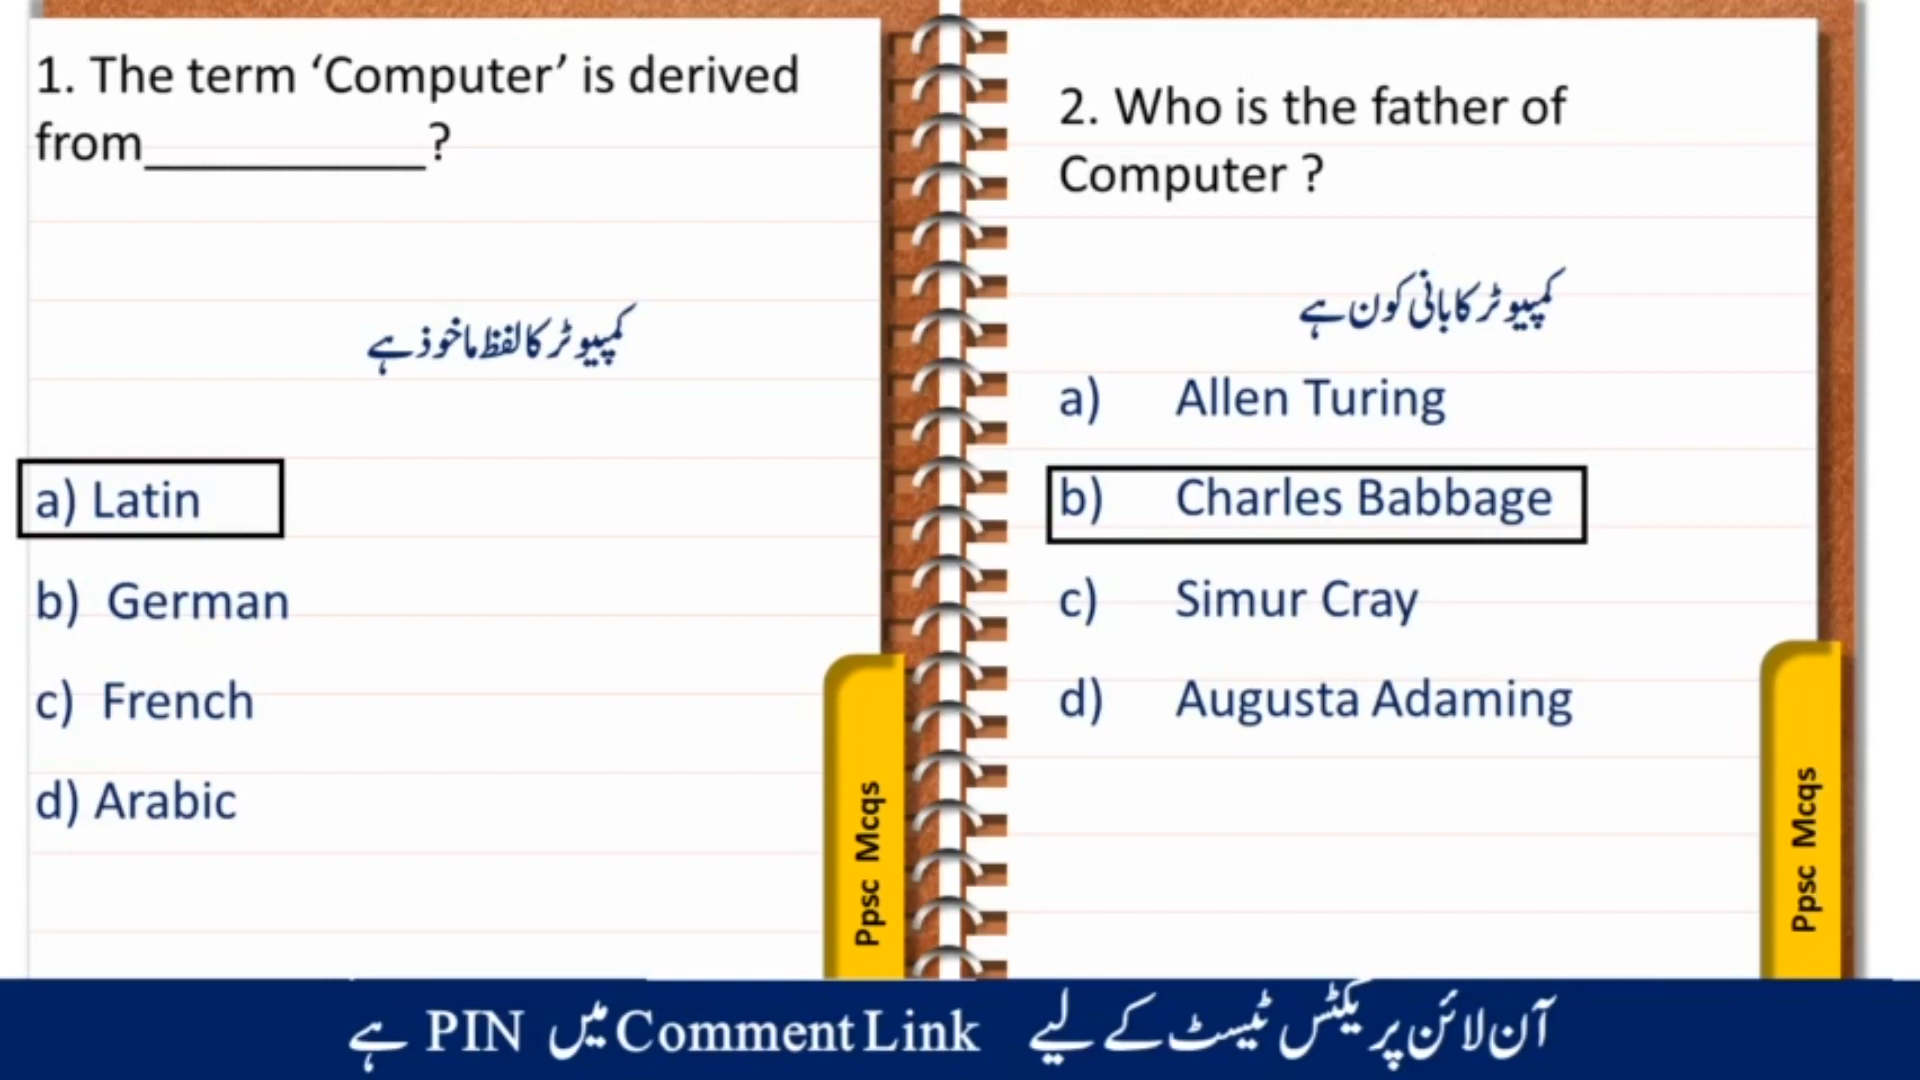 1. The term ‘Computer’ is derived
from___________?
کمپیوٹر کا لفظ ماخوذ ہے
a) Latin
b) German
c) French
d) Arabic
Ppsc Mcqs
2. Who is the father of
Computer ?
کمپیوٹر کا بانی کون ہے
a) Allen Turing
b) Charles Babbage
c) Simur Cray
d) Augusta Adaming
Ppsc Mcqs
آن لائن پریکٹس ٹیسٹ کے لیے Comment Link میں PIN ہے